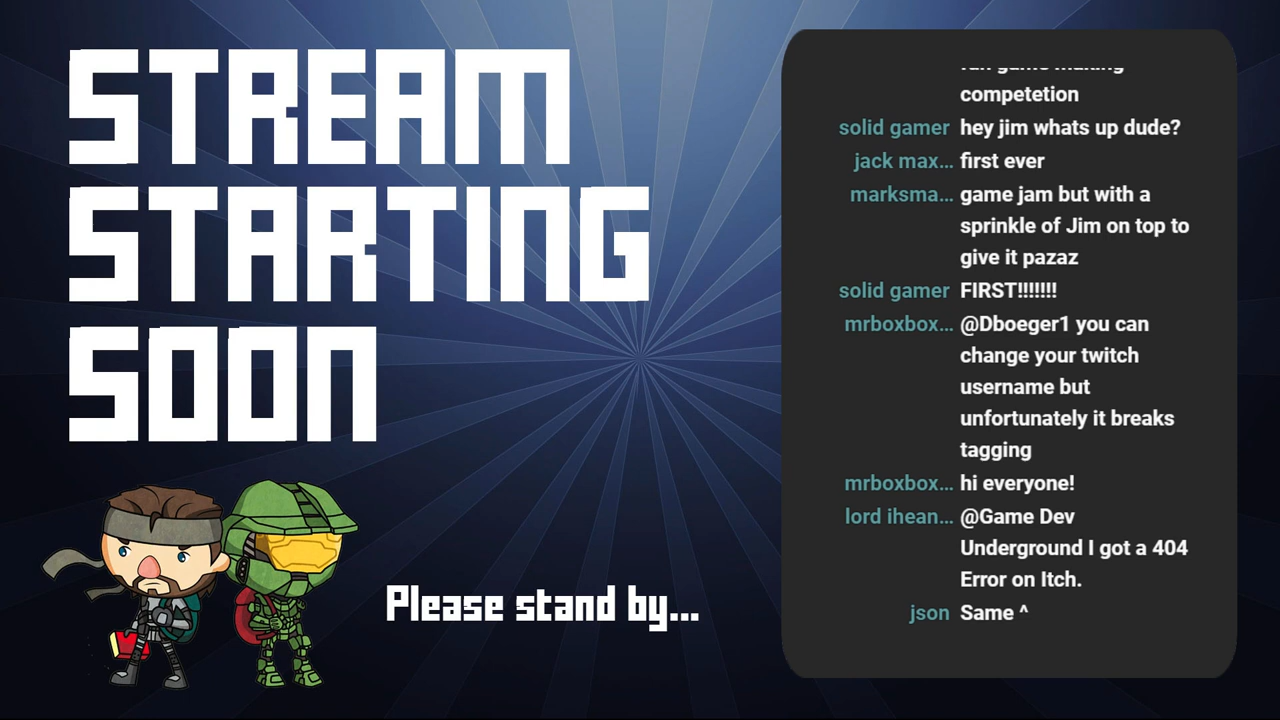 STREAM
STARTING
SOON
Please stand by...
fun game making
competetion
solid gamer hey jim whats up dude?
jack max… first ever
marksma… game jam but with a
sprinkle of Jim on top to
give it pazaz
solid gamer FIRST!!!!!!!
mrboxbox… @Dboeger1 you can
change your twitch
username but
unfortunately it breaks
tagging
mrboxbox… hi everyone!
lord ihean… @Game Dev
Underground I got a 404
Error on Itch.
json Same ^